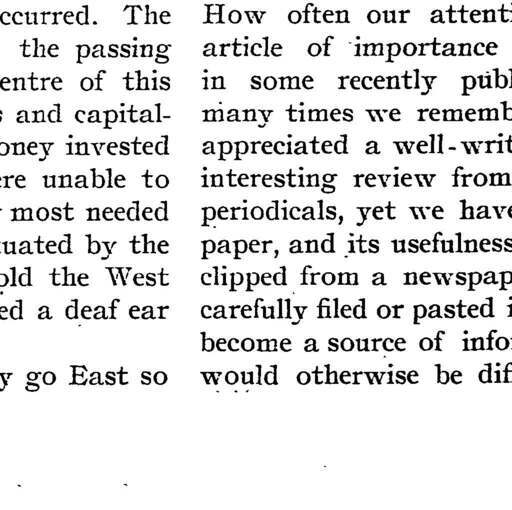 ccurred. The
the passing
entre of this
and capital-
oney invested
ere unable to
most needed
tuated by the
old the West
ed a deaf ear
y go East so
How often our attenti
article of importance
in some recently publ
many times we rememb
appreciated a well-writ
interesting review from
periodicals, yet we have
paper, and its usefulness
clipped from a newspap
carefully filed or pasted i
become a source of infor
would otherwise be dif